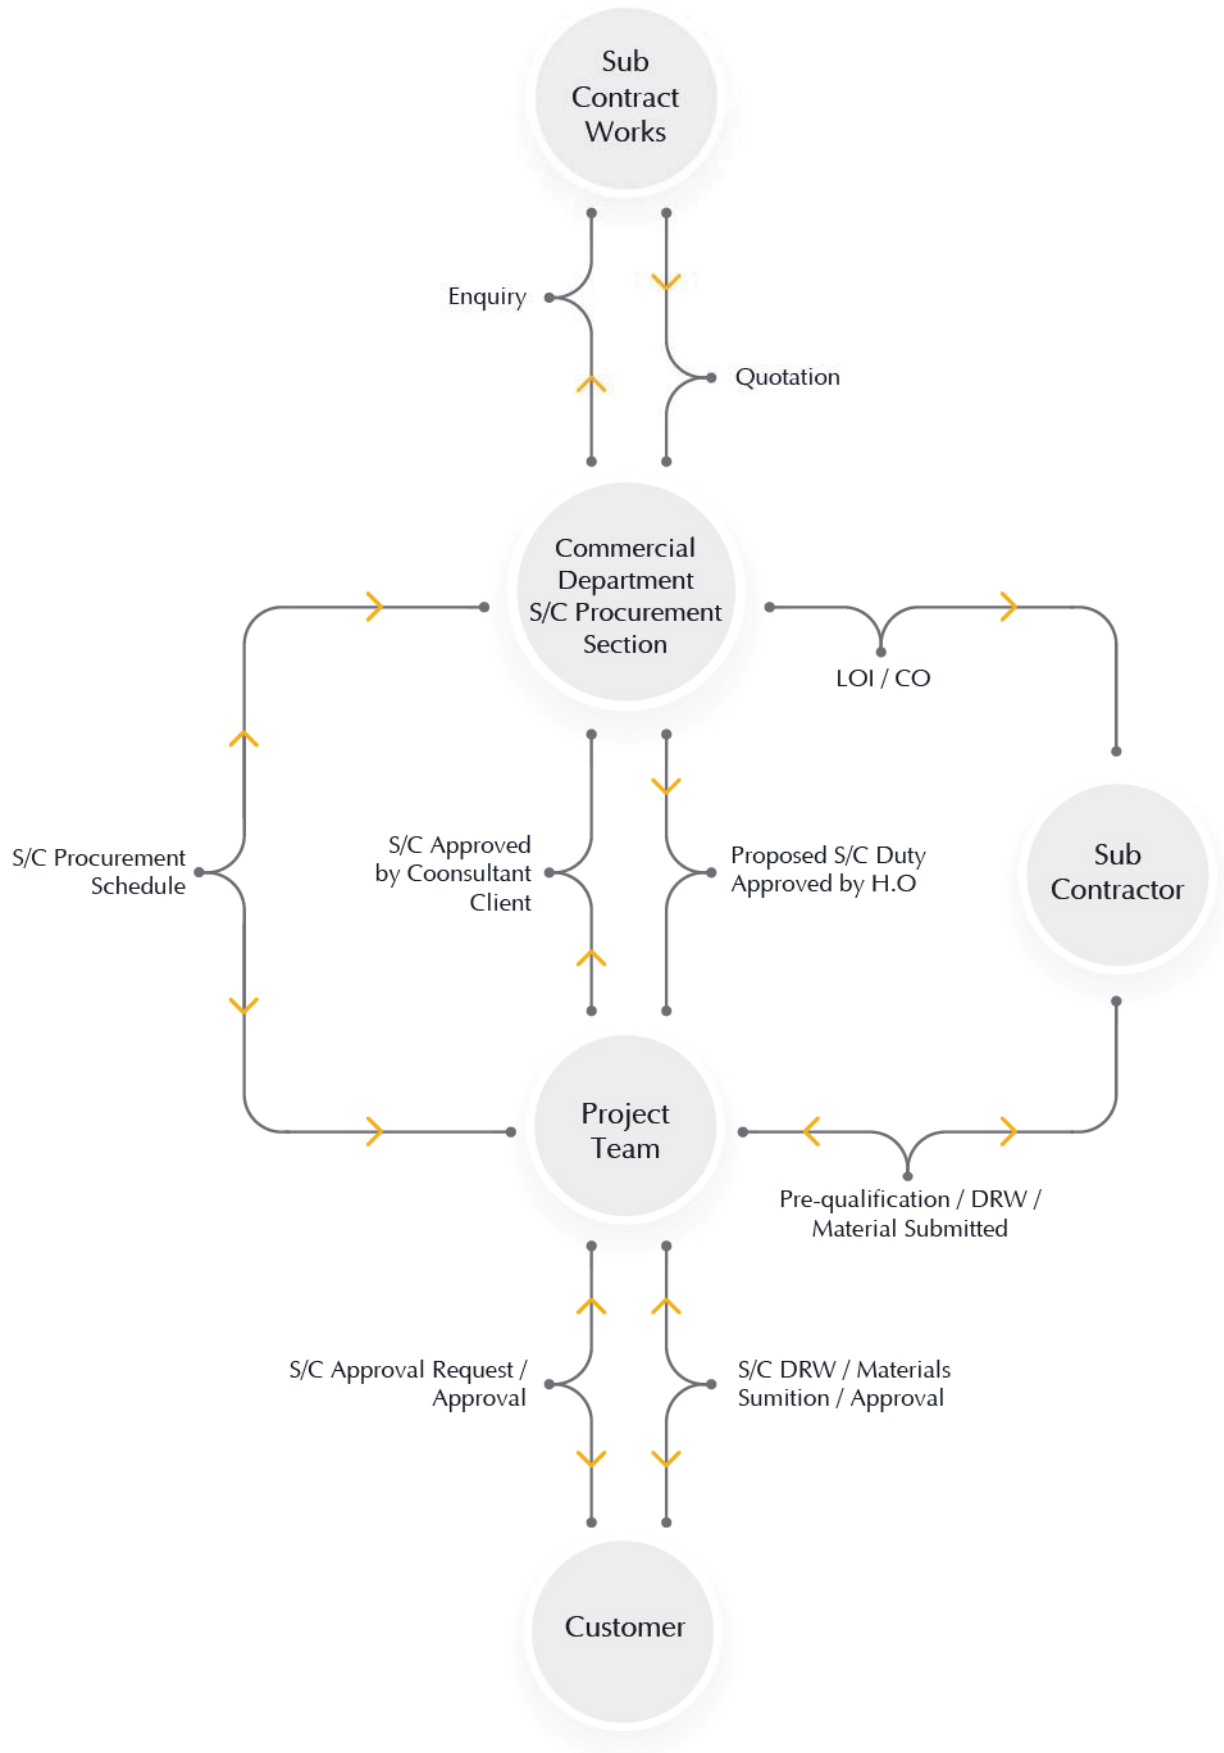 Sub
Contract
Works
Enquiry
Quotation
Commercial
Department
S/C Procurement
Section
LOI / CO
S/C Procurement
Schedule
S/C Approved
by Coonsultant
Client
Proposed S/C Duty
Approved by H.O
Sub
Contractor
Project
Team
Pre-qualification / DRW /
Material Submitted
S/C Approval Request /
Approval
S/C DRW / Materials
Sumition / Approval
Customer